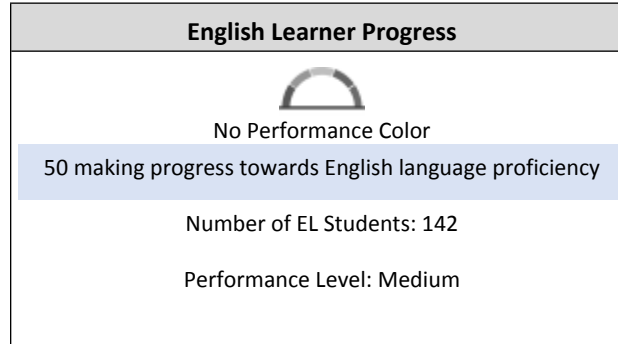 English Learner Progress
No Performance Color
50 making progress towards English language proficiency
Number of EL Students: 142
Performance Level: Medium